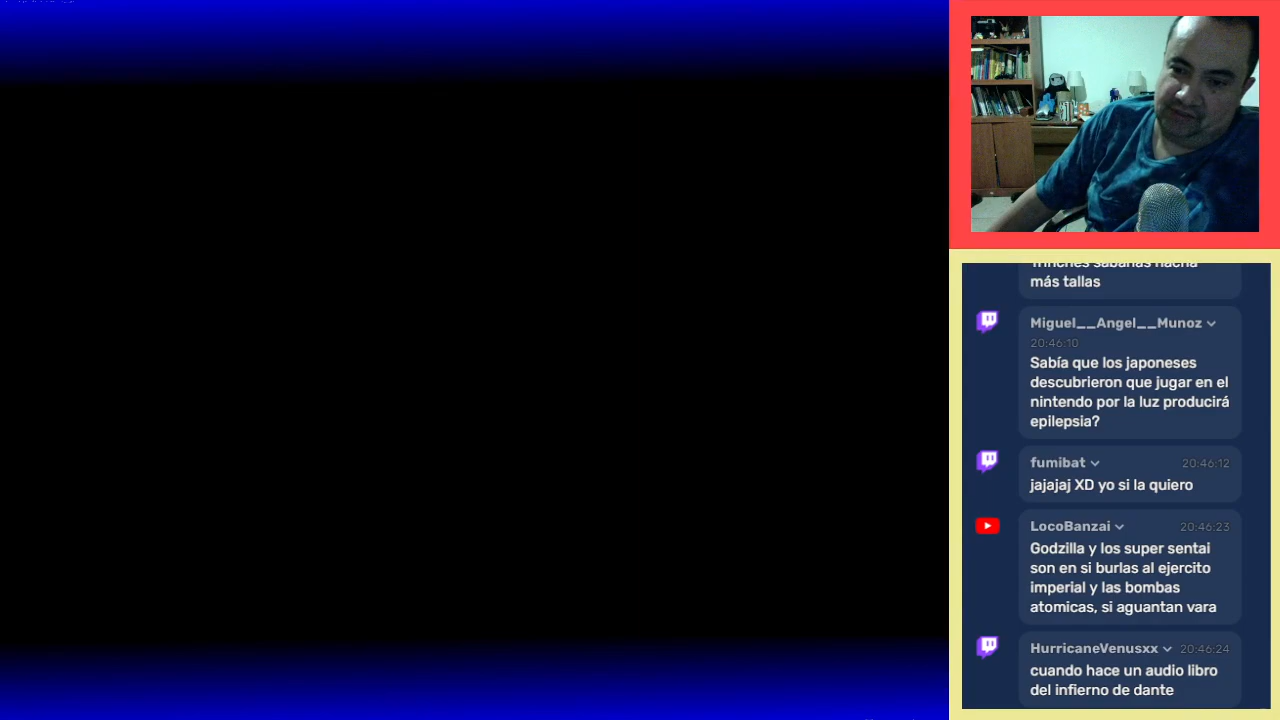 más tallas
Miguel__Angel__Munoz
20:46:10
Sabía que los japoneses
descubrieron que jugar en el
nintendo por la luz producirá
epilepsia?
fumibat 20:46:12
jajajaj XD yo si la quiero
LocoBanzai 20:46:23
Godzilla y los super sentai
son en si burlas al ejercito
imperial y las bombas
atomicas, si aguantan vara
HurricaneVenusxx 20:46:24
cuando hace un audio libro
del infierno de dante